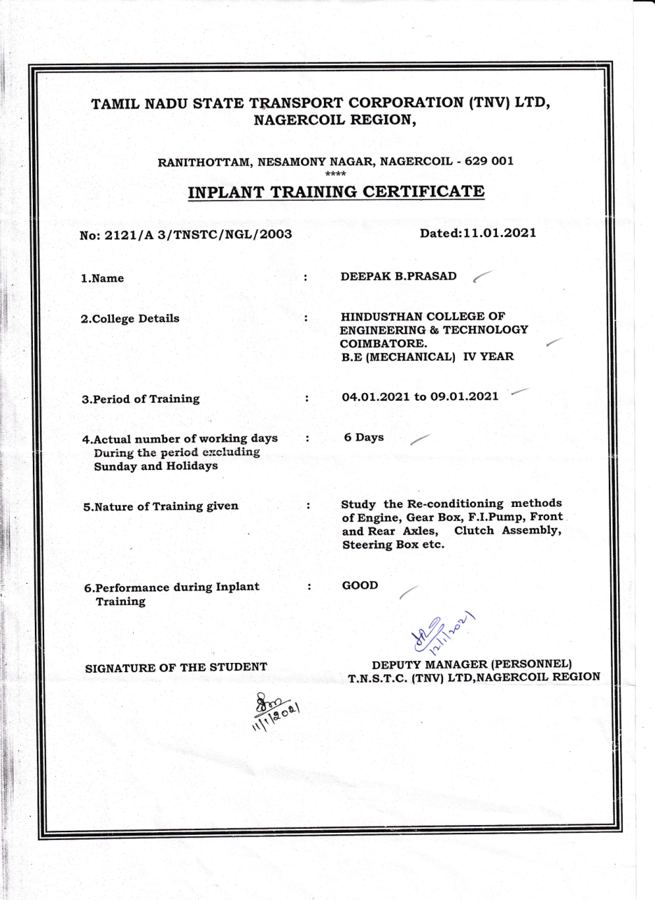 TAMIL NADU STATE TRANSPORT CORPORATION (TNV) LTD,
NAGERCOIL REGION,
RANITHOTTAM, NESAMONY NAGAR, NAGERCOIL - 629 001
****
INPLANT TRAINING CERTIFICATE
No: 2121/A 3/TNSTC/NGL/2003 Dated:11.01.2021
1.Name : DEEPAK B.PRASAD
2.College Details : HINDUSTHAN COLLEGE OF
ENGINEERING & TECHNOLOGY
COIMBATORE.
B.E (MECHANICAL) IV YEAR
3.Period of Training : 04.01.2021 to 09.01.2021
4.Actual number of working days : 6 Days
During the period excluding
Sunday and Holidays
5.Nature of Training given : Study the Re-conditioning methods
of Engine, Gear Box, F.I.Pump, Front
and Rear Axles, Clutch Assembly,
Steering Box etc.
6.Performance during Inplant : GOOD
Training
12/1/2021
SIGNATURE OF THE STUDENT DEPUTY MANAGER (PERSONNEL)
T.N.S.T.C. (TNV) LTD,NAGERCOIL REGION
11/1/2021